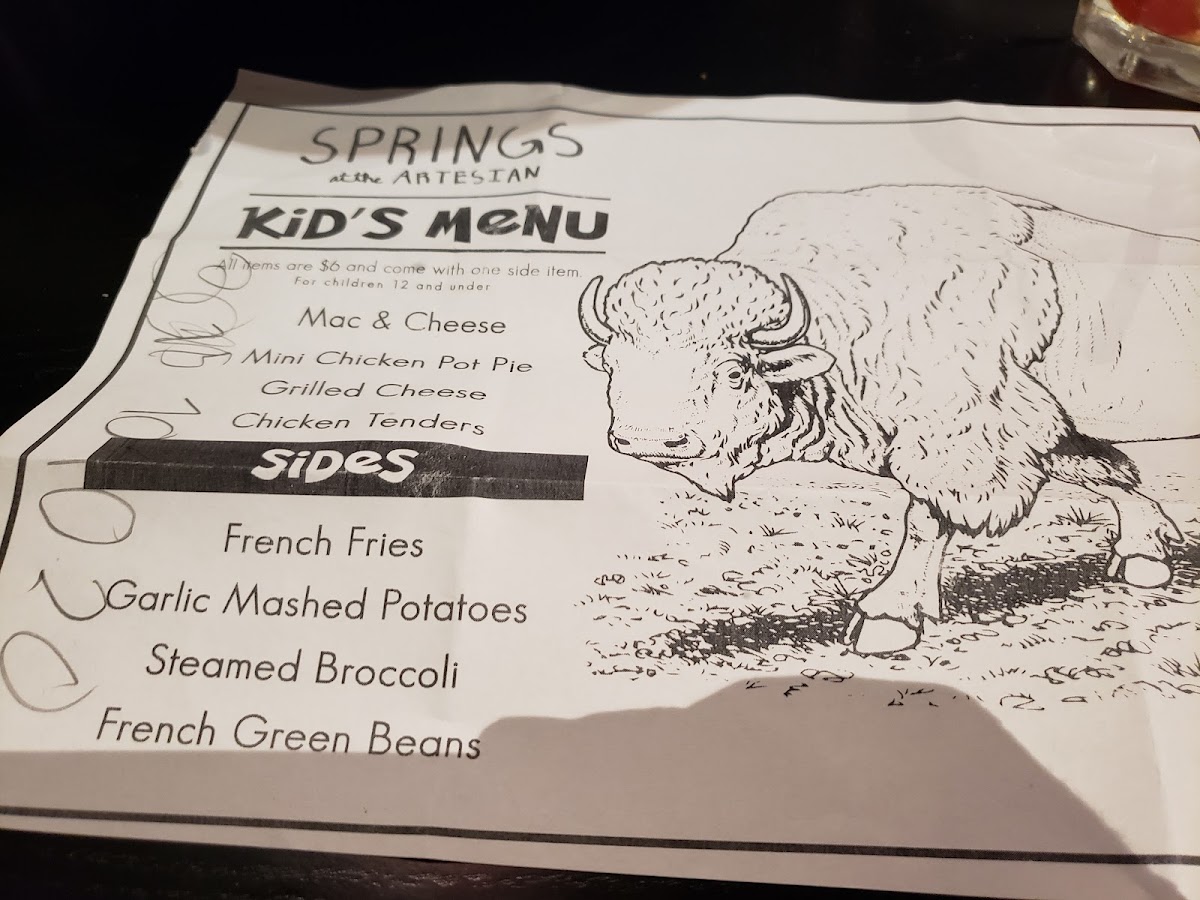 SPRINGS
at the ARTESIAN
KiD'S MeNU
All items are $6 and come with one side item.
For children 12 and under
Mac & Cheese
Mini Chicken Pot Pie
Grilled Cheese
Chicken Tenders
SiDeS
French Fries
Garlic Mashed Potatoes
Steamed Broccoli
French Green Beans